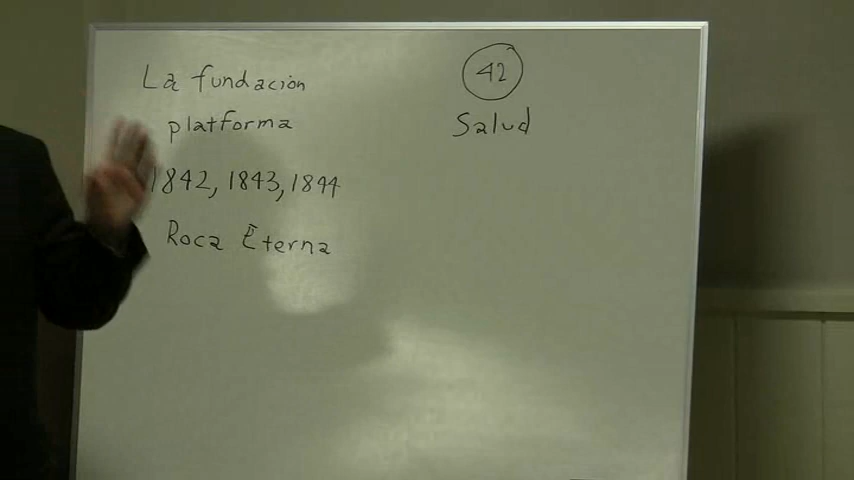 La fundación
platforma
1842, 1843, 1844
Roca Eterna
42
Salud